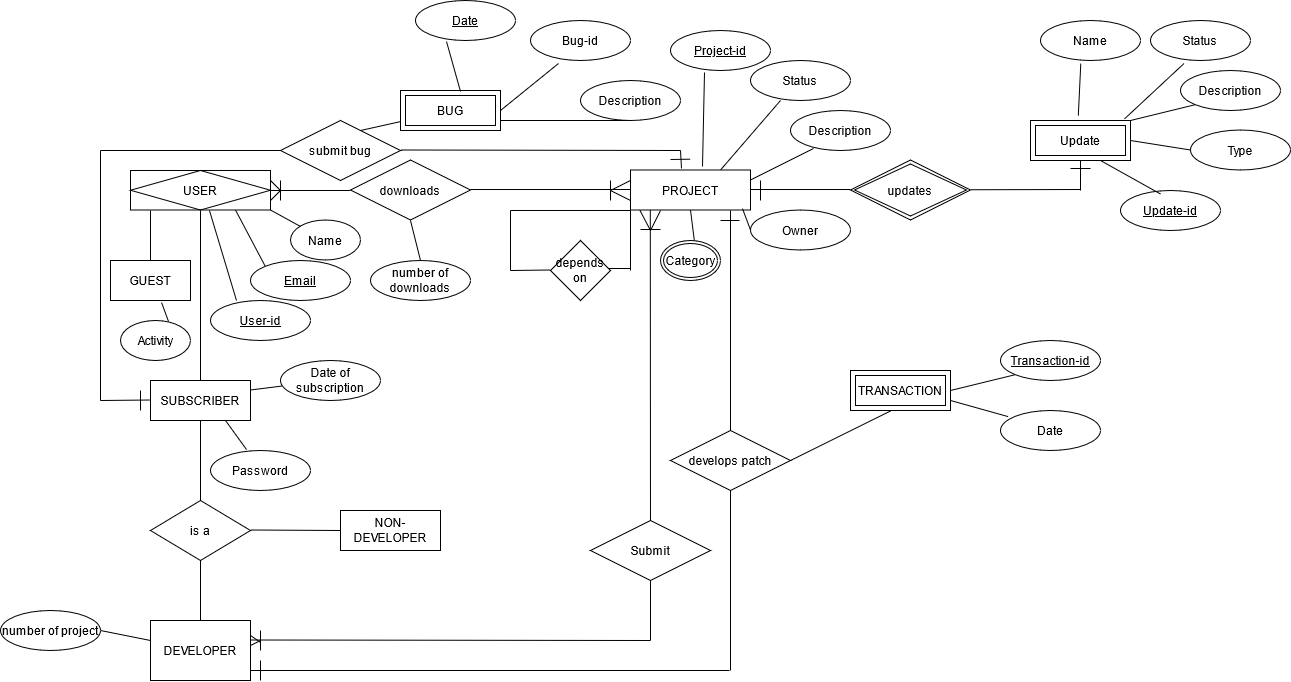 Date
Bug-id
Project-id
Name
Status
Status
Description
Description
BUG
Description
Update
Type
submit bug
USER
downloads
PROJECT
updates
Update-id
Owner
Name
Email
number of
downloads
depends
on
Category
GUEST
User-id
Activity
Date of
subscription
SUBSCRIBER
Transaction-id
TRANSACTION
Date
Password
develops patch
is a
NON-
DEVELOPER
Submit
number of project
DEVELOPER